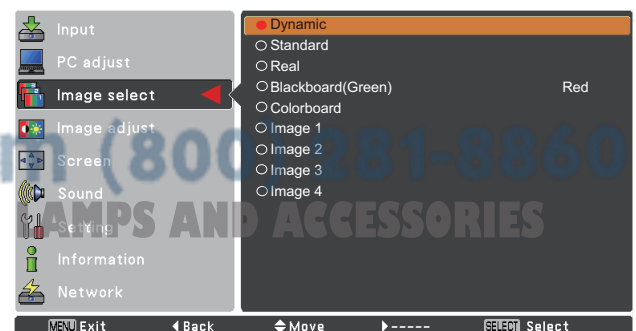 Input
PC adjust
Image select
Image adjust
Screen
Sound
Setting
Information
Network
Dynamic
Standard
Real
Blackboard(Green) Red
Colorboard
Image 1
Image 2
Image 3
Image 4
m (800) 281-8860
AMPS AND ACCESSORIES
MENU Exit Back Move ----- SELECT Select